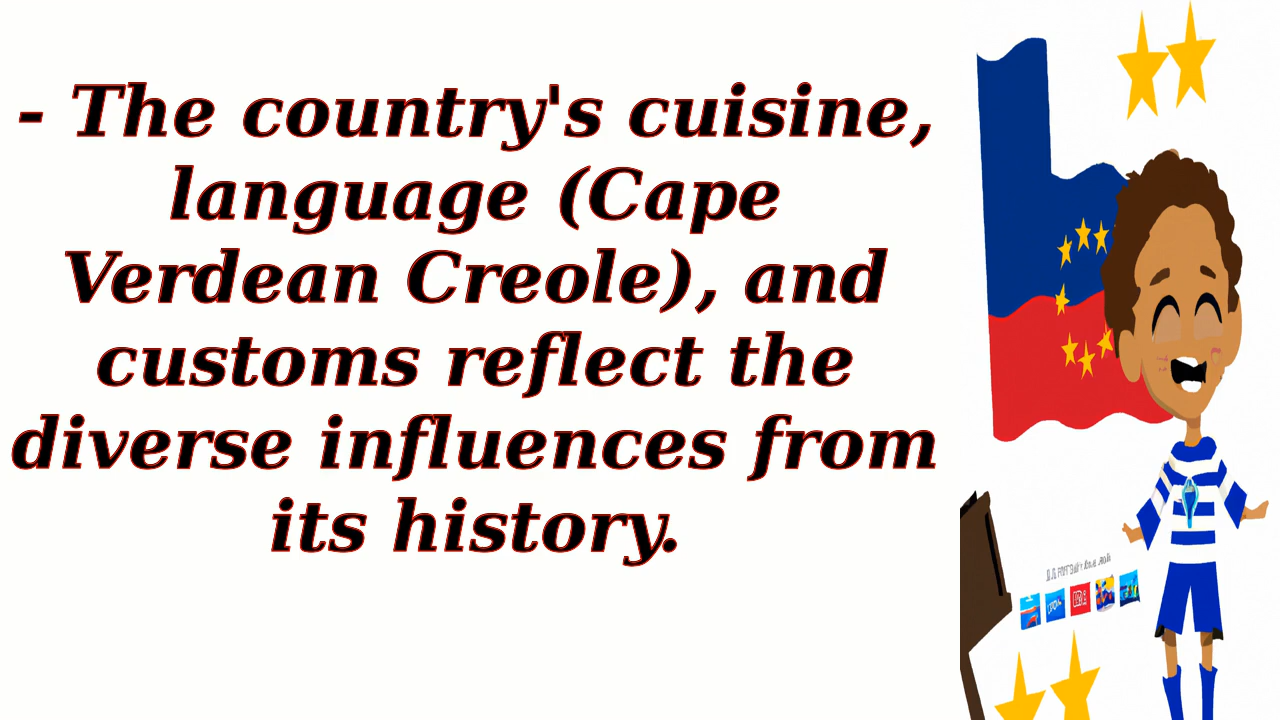 - The country's cuisine,
language (Cape
Verdean Creole), and
customs reflect the
diverse influences from
its history.